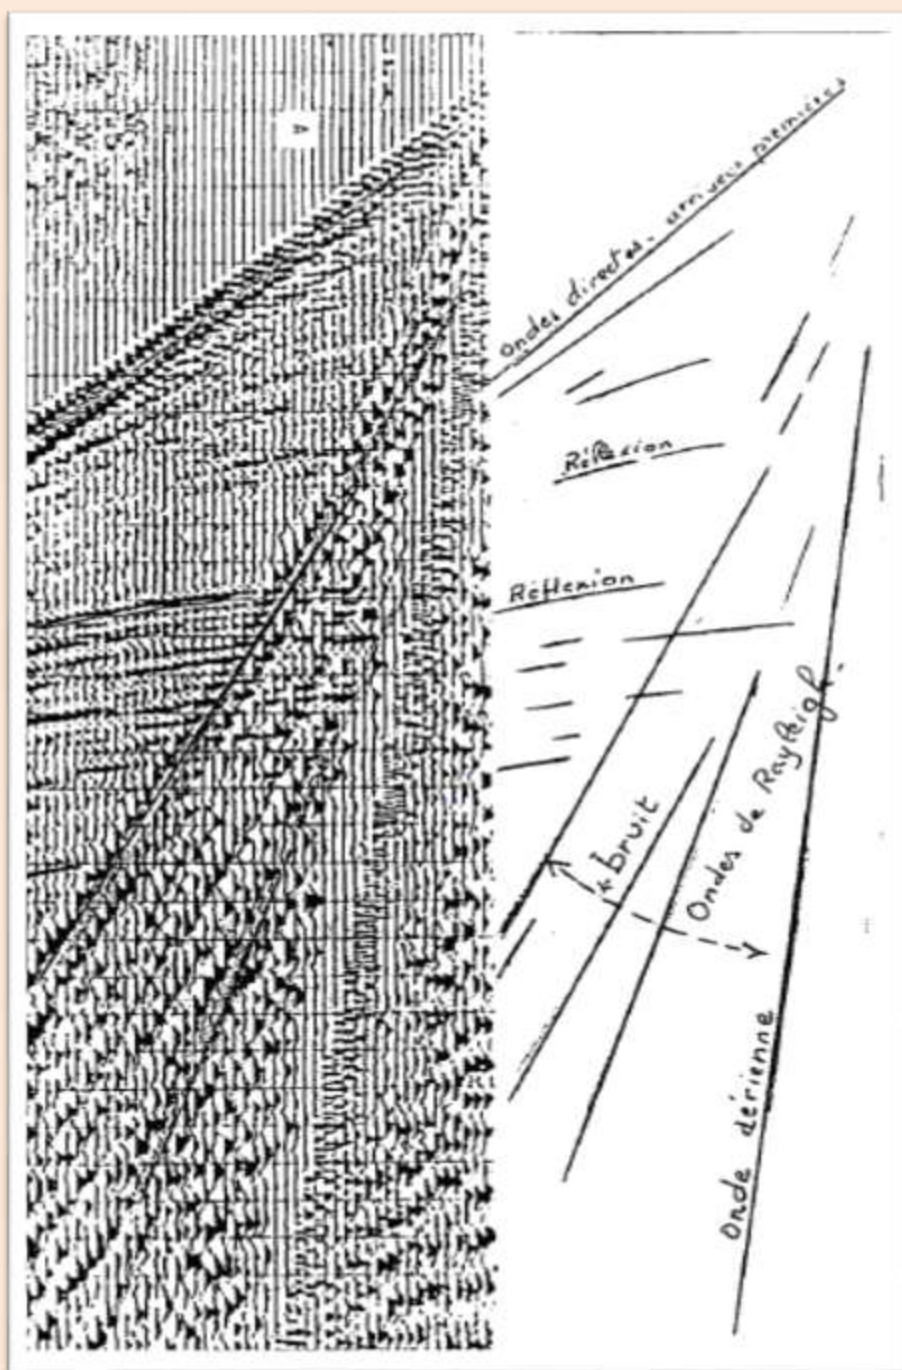 A
ondes directes. arrivées premières
Réflexion
Réflexion
bruit
Ondes de Rayleigh.
Onde aérienne